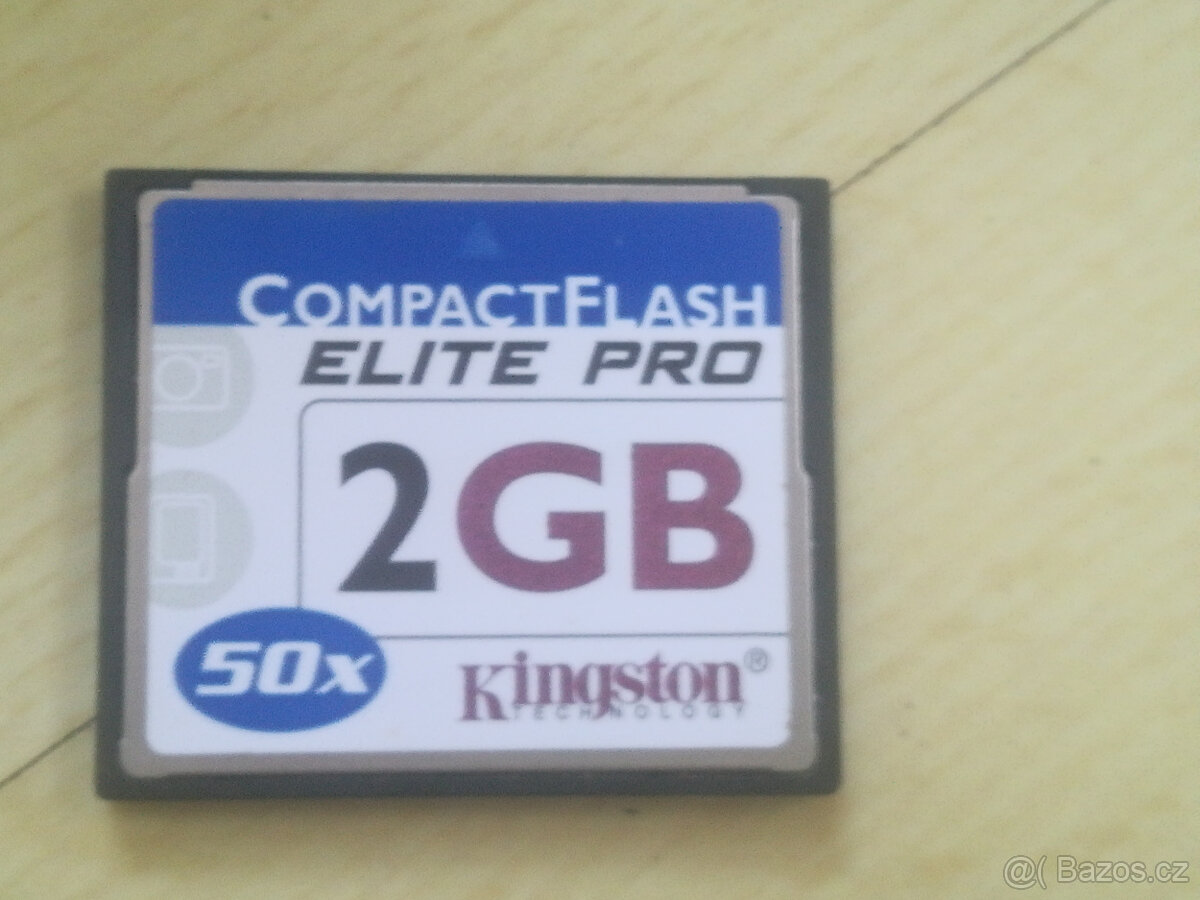 COMPACTFLASH
ELITE PRO
2GB
50x
Kingston®
TECHNOLOGY
@( Bazos.cz